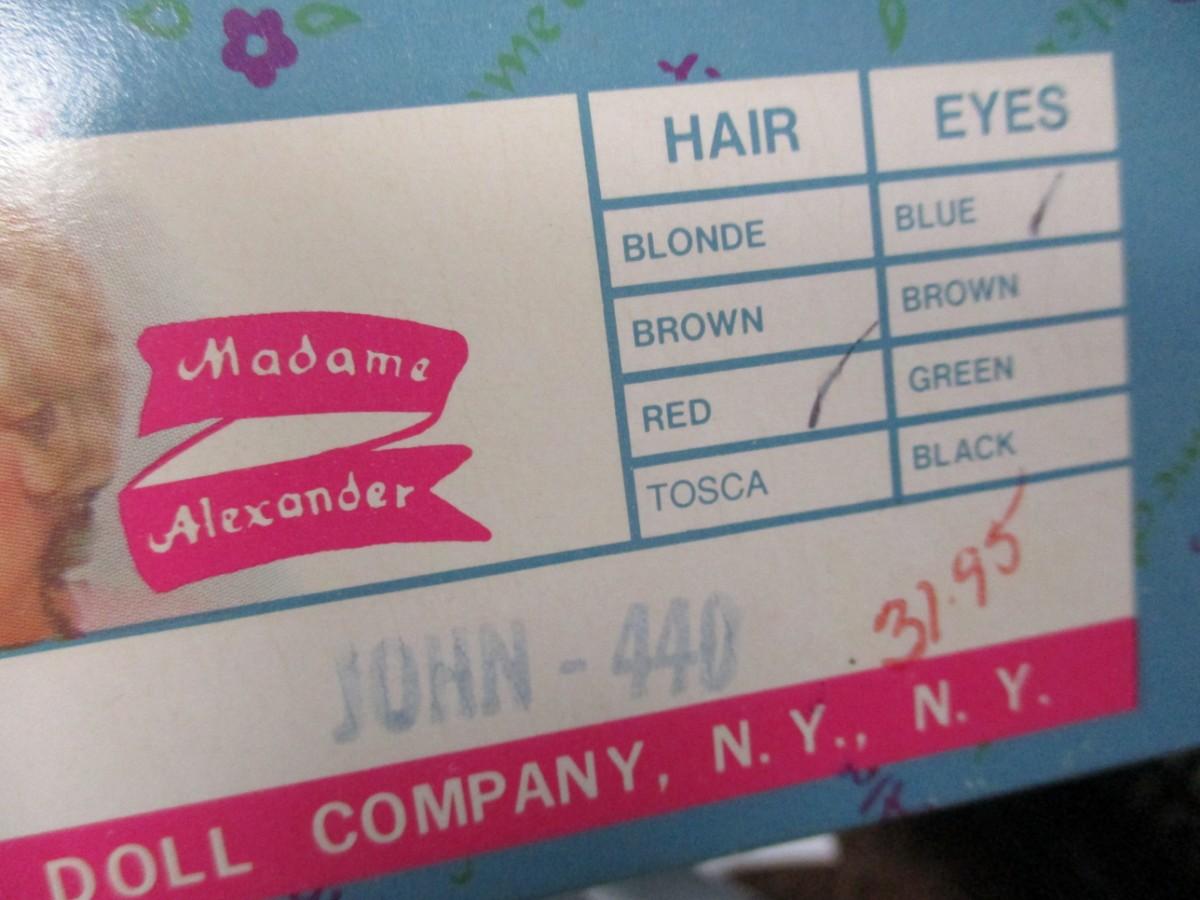 HAIR EYES
BLONDE BLUE /
BROWN BROWN
RED / GREEN
TOSCA BLACK
Madame
Alexander
JOHN - 440
31.95
DOLL COMPANY, N. Y., N. Y.